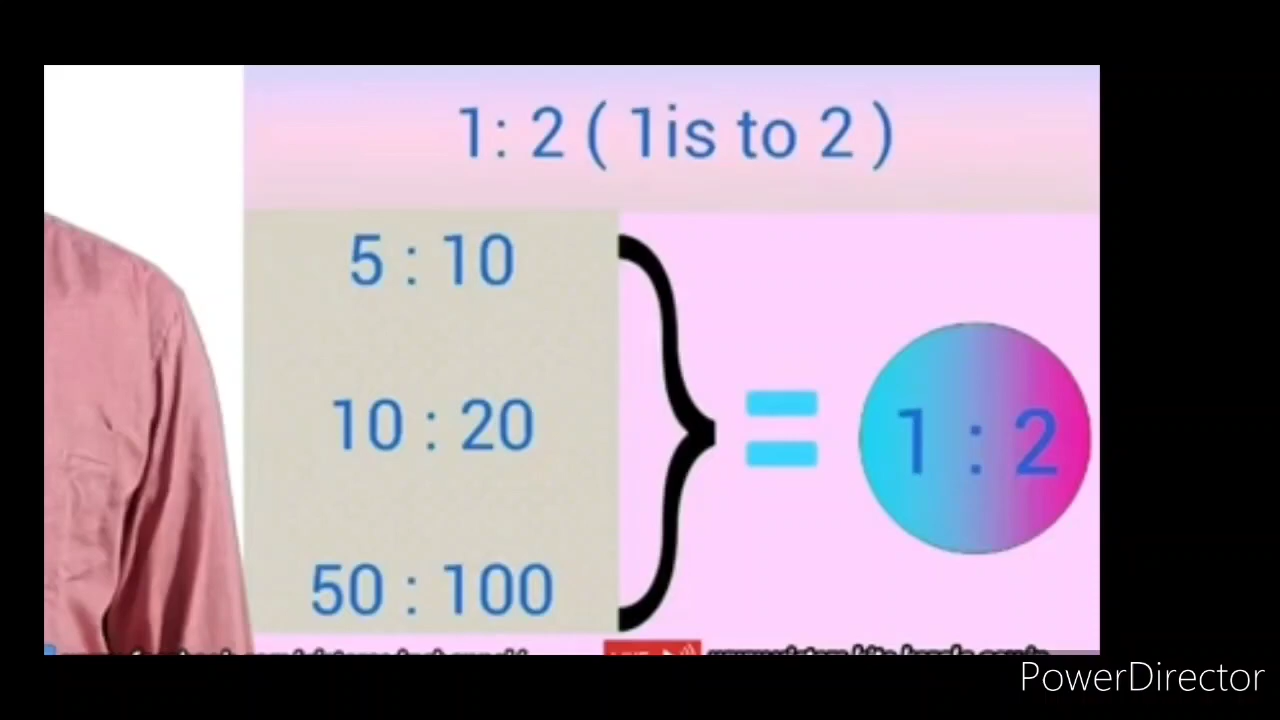 1: 2 ( 1is to 2 )
5 : 10
10 : 20
50 : 100
1 : 2
PowerDirector